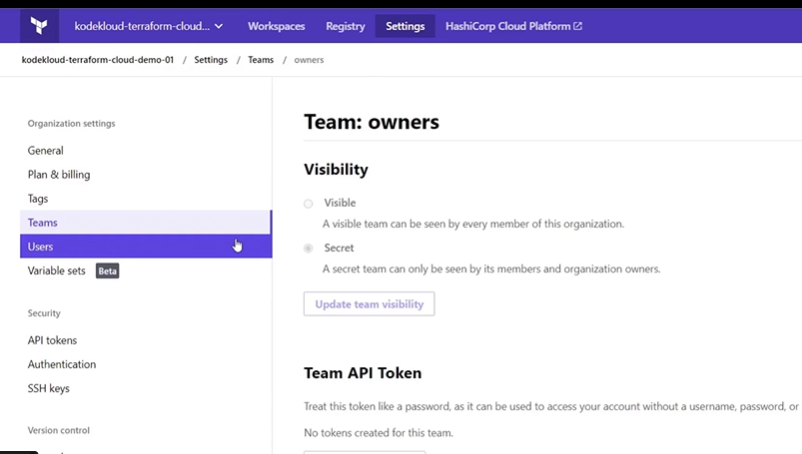 kodekloud-terraform-cloud... Workspaces Registry Settings HashiCorp Cloud Platform
kodekloud-terraform-cloud-demo-01 / Settings / Teams / owners
Organization settings
General
Plan & billing
Tags
Teams
Users
Variable sets Beta
Security
API tokens
Authentication
SSH keys
Version control
Team: owners
Visibility
Visible
A visible team can be seen by every member of this organization.
Secret
A secret team can only be seen by its members and organization owners.
Update team visibility
Team API Token
Treat this token like a password, as it can be used to access your account without a username, password, or
No tokens created for this team.